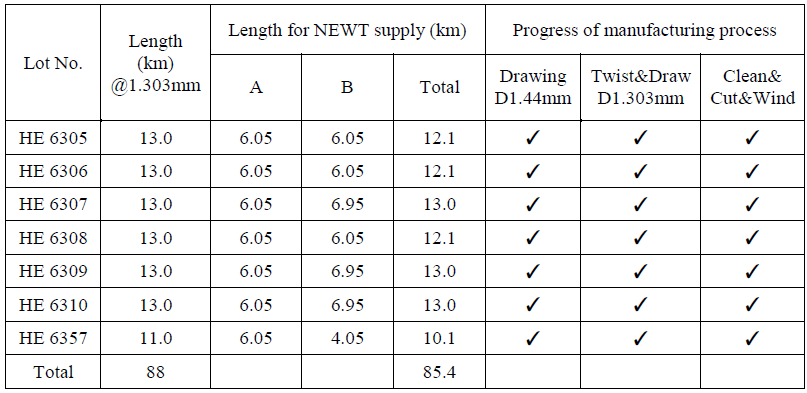 Lot No. Length (km) @1.303mm Length for NEWT supply (km) Progress of manufacturing process
A B Total Drawing D1.44mm Twist&Draw D1.303mm Clean& Cut&Wind
HE 6305 13.0 6.05 6.05 12.1 ✓ ✓ ✓
HE 6306 13.0 6.05 6.05 12.1 ✓ ✓ ✓
HE 6307 13.0 6.05 6.95 13.0 ✓ ✓ ✓
HE 6308 13.0 6.05 6.05 12.1 ✓ ✓ ✓
HE 6309 13.0 6.05 6.95 13.0 ✓ ✓ ✓
HE 6310 13.0 6.05 6.95 13.0 ✓ ✓ ✓
HE 6357 11.0 6.05 4.05 10.1 ✓ ✓ ✓
Total 88 85.4